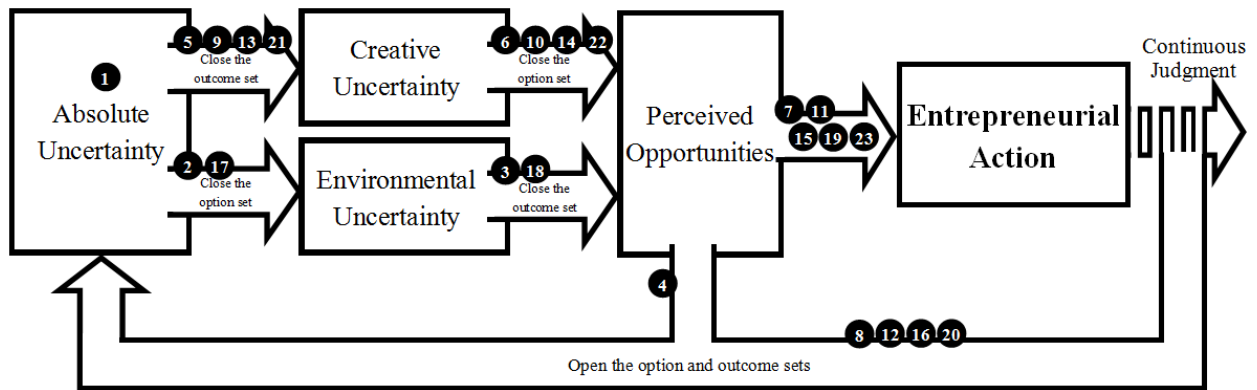 1
Absolute
Uncertainty
5 9 13 21
Close the
outcome set
2 17
Close the
option set
Creative
Uncertainty
Environmental
Uncertainty
6 10 14 22
Close the
option set
3 18
Close the
outcome set
Perceived
Opportunities
7 11
15 19 23
Entrepreneurial
Action
Continuous
Judgment
4
8 12 16 20
Open the option and outcome sets